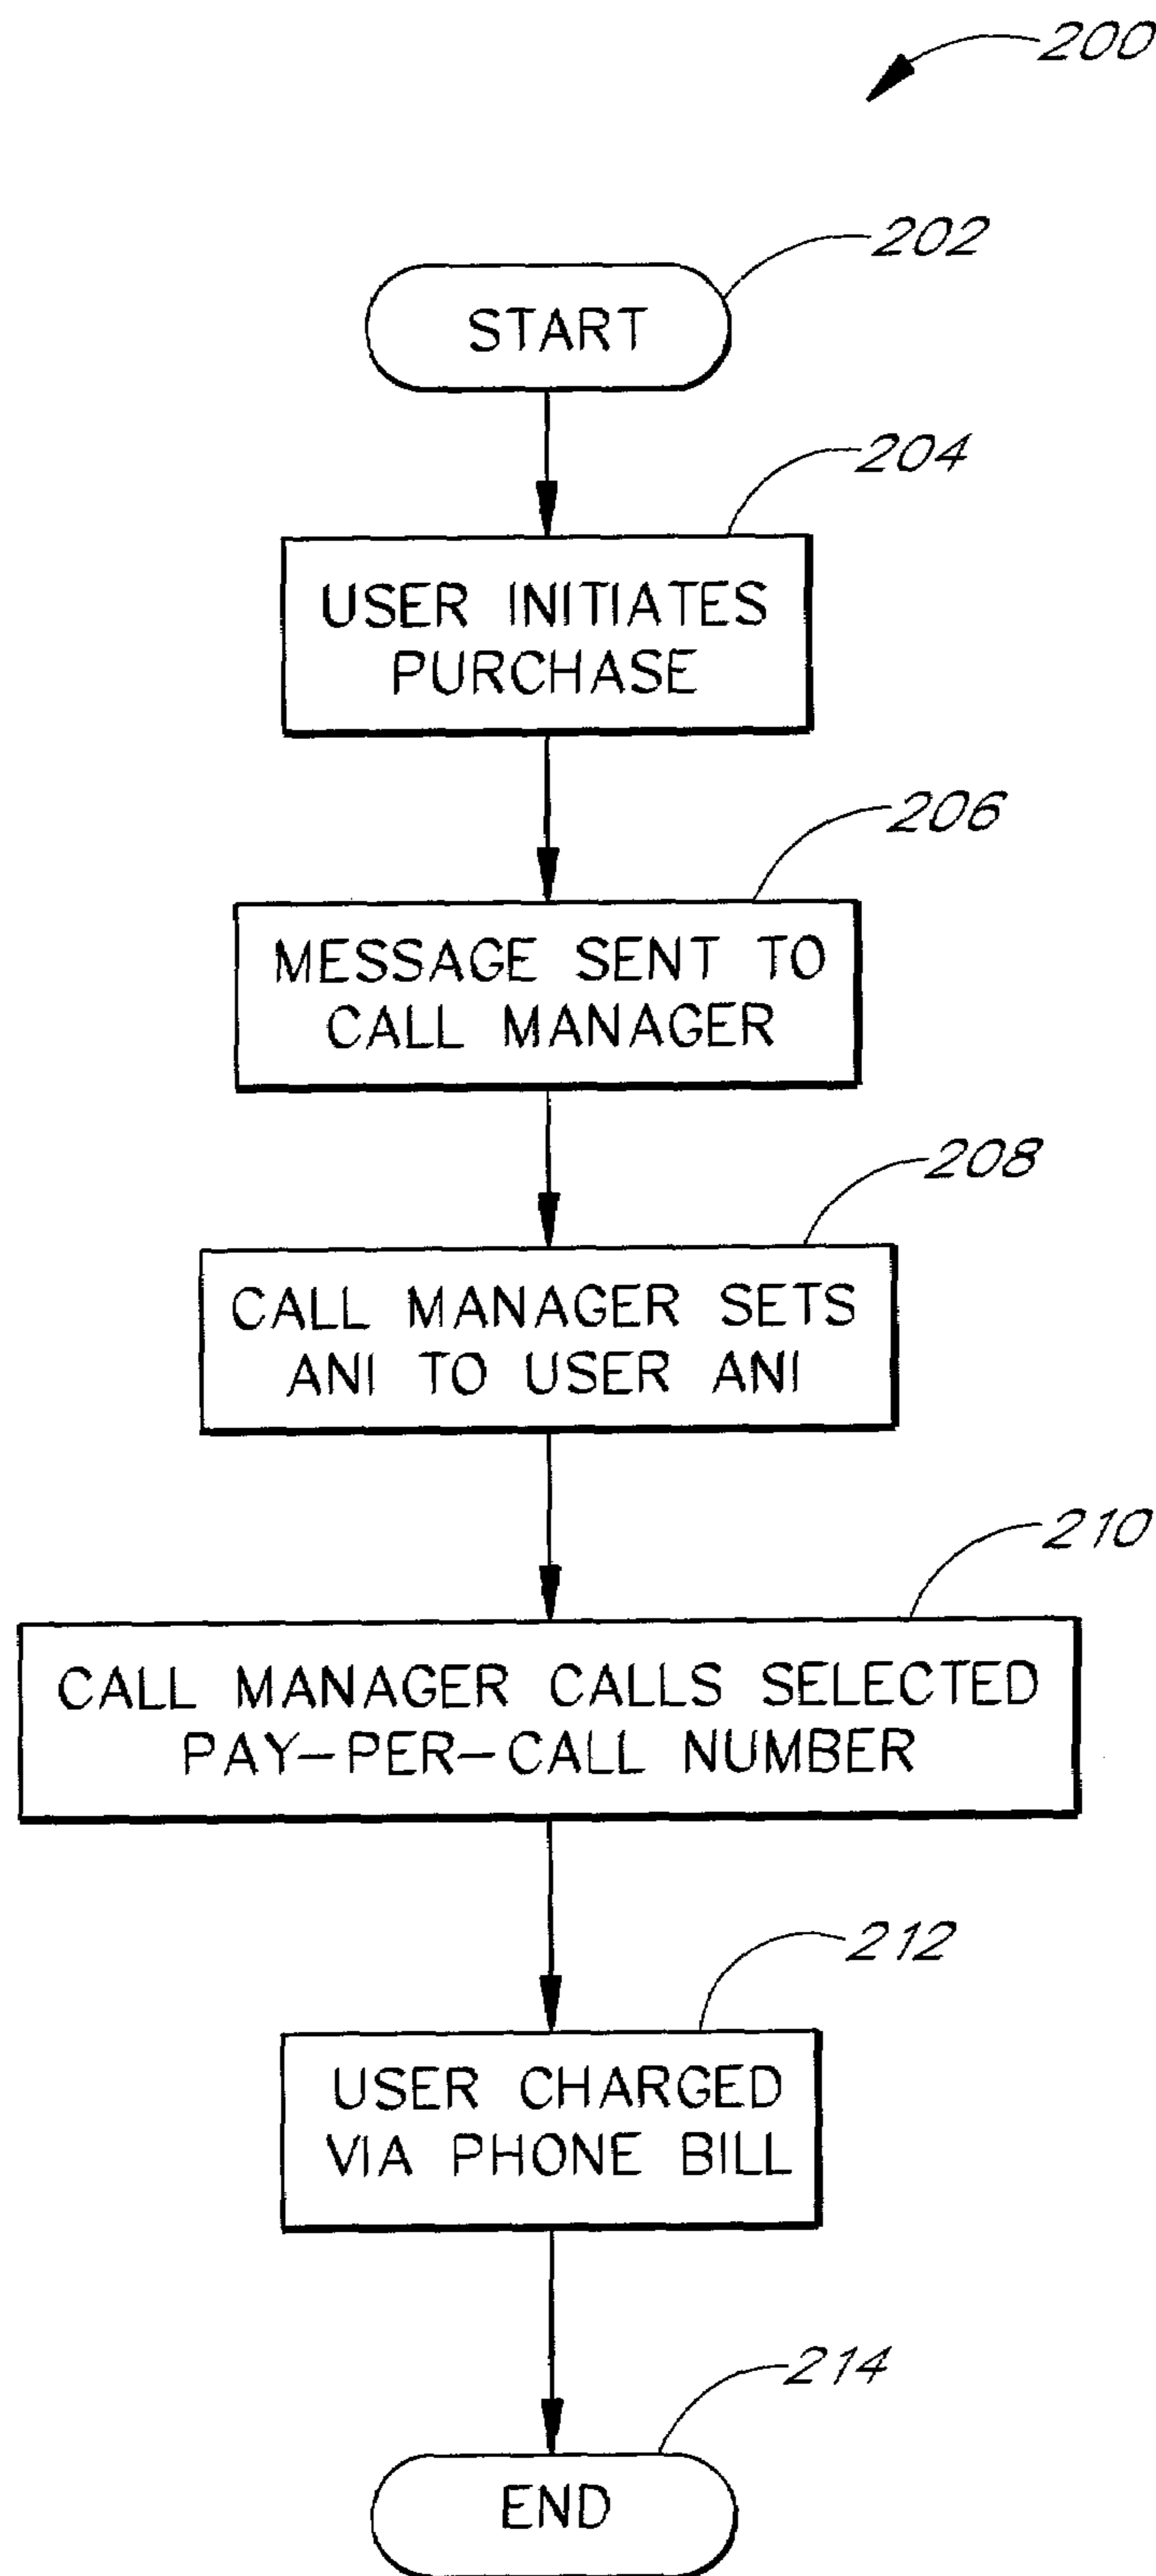 200
202
START
204
USER INITIATES
PURCHASE
206
MESSAGE SENT TO
CALL MANAGER
208
CALL MANAGER SETS
ANI TO USER ANI
210
CALL MANAGER CALLS SELECTED
PAY-PER-CALL NUMBER
212
USER CHARGED
VIA PHONE BILL
214
END